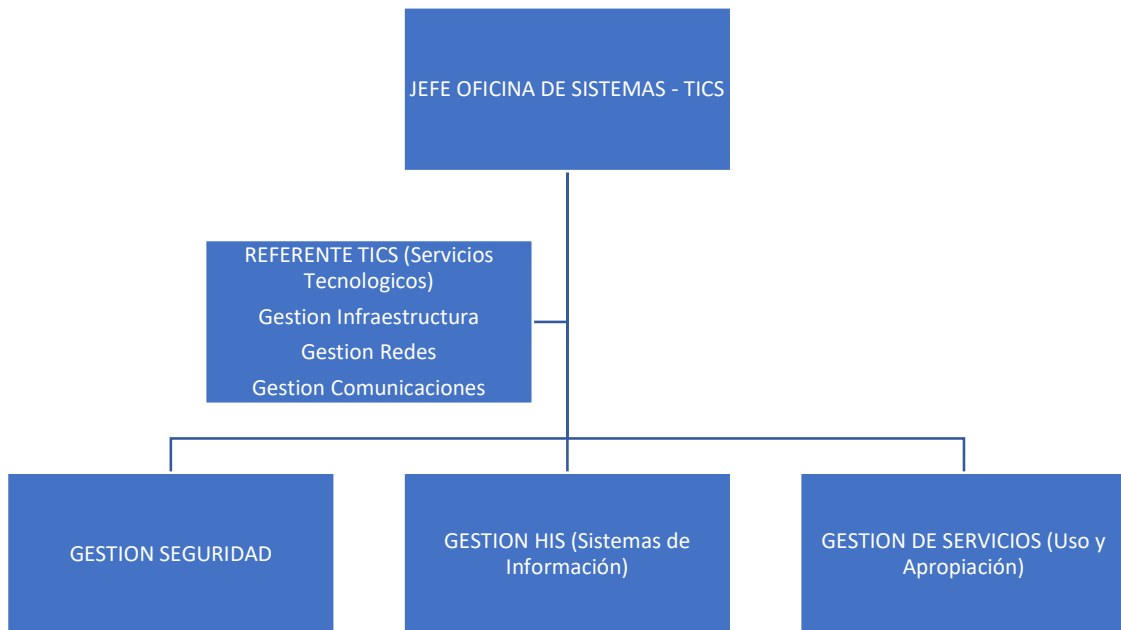 JEFE OFICINA DE SISTEMAS - TICS
REFERENTE TICS (Servicios
Tecnologicos)
Gestion Infraestructura
Gestion Redes
Gestion Comunicaciones
GESTION SEGURIDAD
GESTION HIS (Sistemas de
Información)
GESTION DE SERVICIOS (Uso y
Apropiación)